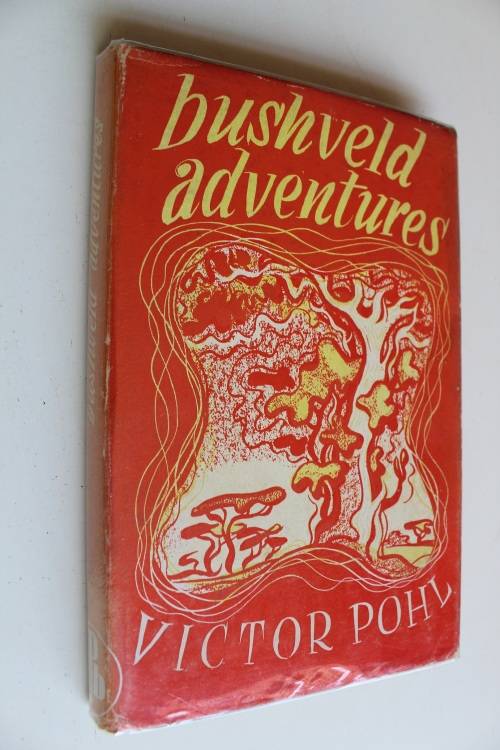 bushveld
adventures
VICTOR POHL
bushveld adventures